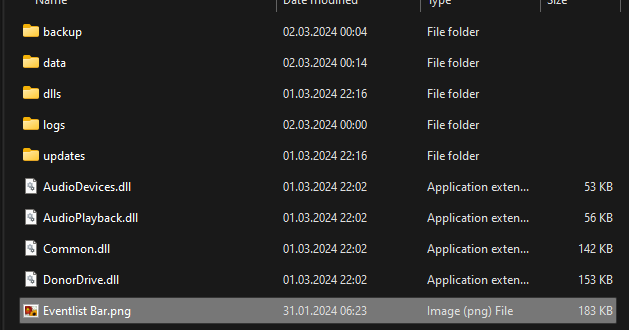 Name Date modified Type Size
backup 02.03.2024 00:04 File folder
data 02.03.2024 00:14 File folder
dlls 01.03.2024 22:16 File folder
logs 02.03.2024 00:00 File folder
updates 01.03.2024 22:16 File folder
AudioDevices.dll 01.03.2024 22:02 Application exten... 53 KB
AudioPlayback.dll 01.03.2024 22:02 Application exten... 56 KB
Common.dll 01.03.2024 22:02 Application exten... 142 KB
DonorDrive.dll 01.03.2024 22:02 Application exten... 153 KB
Eventlist Bar.png 31.01.2024 06:23 Image (png) File 183 KB